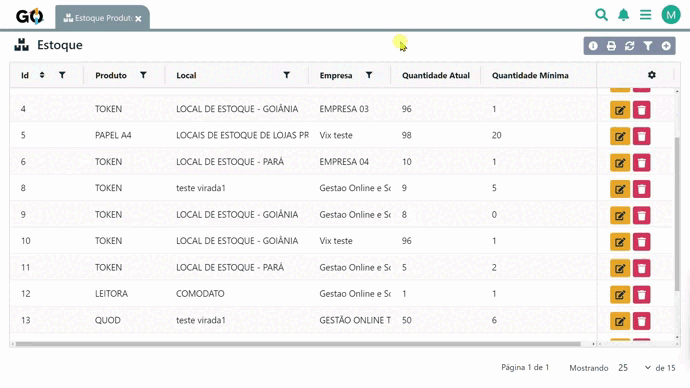 GO
Estoque Produto
M
Estoque
Id Produto Local Empresa Quantidade Atual Quantidade Mínima
4 TOKEN LOCAL DE ESTOQUE - GOIÂNIA EMPRESA 03 96 1
5 PAPEL A4 LOCAIS DE ESTOQUE DE LOJAS PR Vix teste 98 20
6 TOKEN LOCAL DE ESTOQUE - PARÁ EMPRESA 04 10 1
8 TOKEN teste virada1 Gestao Online e So 9 5
9 TOKEN LOCAL DE ESTOQUE - GOIÂNIA Gestao Online e So 8 0
10 TOKEN LOCAL DE ESTOQUE - GOIÂNIA Vix teste 96 1
11 TOKEN LOCAL DE ESTOQUE - PARÁ Gestao Online e So 5 2
12 LEITORA COMODATO Gestao Online e So 1 1
13 QUOD teste virada1 GESTÃO ONLINE T 50 6
Página 1 de 1 Mostrando 25 de 15